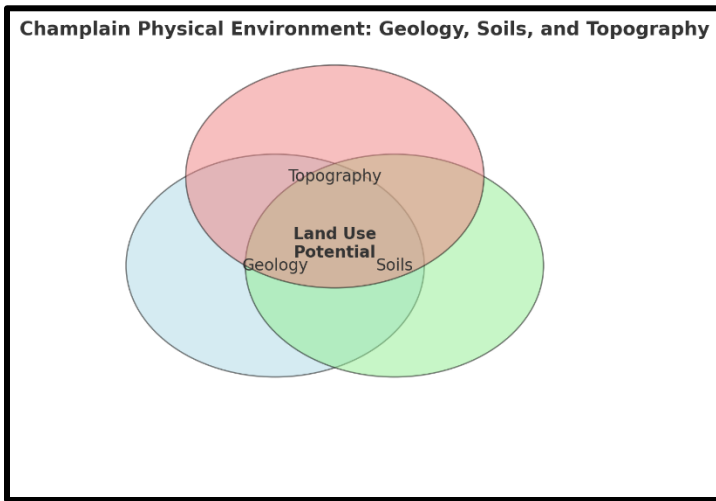 Champlain Physical Environment: Geology, Soils, and Topography
Topography
Land Use
Potential
Geology
Soils